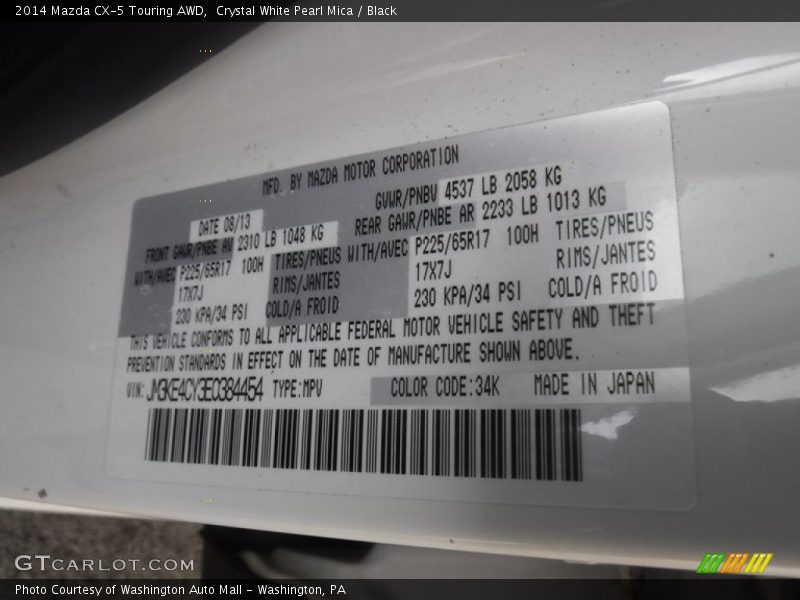 2014 Mazda CX-5 Touring AWD, Crystal White Pearl Mica / Black
MFD. BY MAZDA MOTOR CORPORATION
DATE 08/13 GVWR/PNBV 4537 LB 2058 KG
FRONT GAWR/PNBE AV 2310 LB 1048 KG REAR GAWR/PNBE AR 2233 LB 1013 KG
WITH/AVEC P225/65R17 100H TIRES/PNEUS WITH/AVEC P225/65R17 100H TIRES/PNEUS
17X7J RIMS/JANTES 17X7J RIMS/JANTES
230 KPA/34 PSI COLD/A FROID 230 KPA/34 PSI COLD/A FROID
THIS VEHICLE CONFORMS TO ALL APPLICABLE FEDERAL MOTOR VEHICLE SAFETY AND THEFT
PREVENTION STANDARDS IN EFFECT ON THE DATE OF MANUFACTURE SHOWN ABOVE.
VIN: JM3KE4CY3E0384454 TYPE:MPV COLOR CODE:34K MADE IN JAPAN
GTCARLOT.COM
Photo Courtesy of Washington Auto Mall - Washington, PA